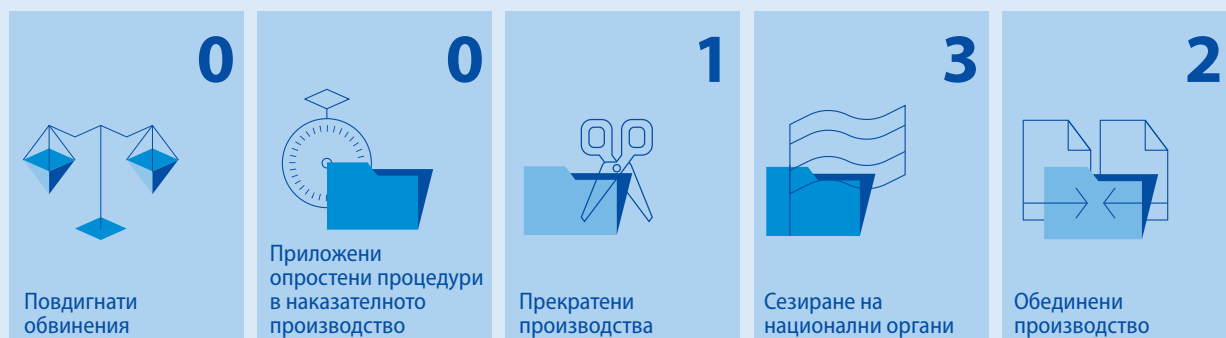 0
Повдигнати
обвинения
0
Приложени
опростени процедури
в наказателното
производство
1
Прекратени
производства
3
Сезиране на
национални органи
2
Обединени
производство